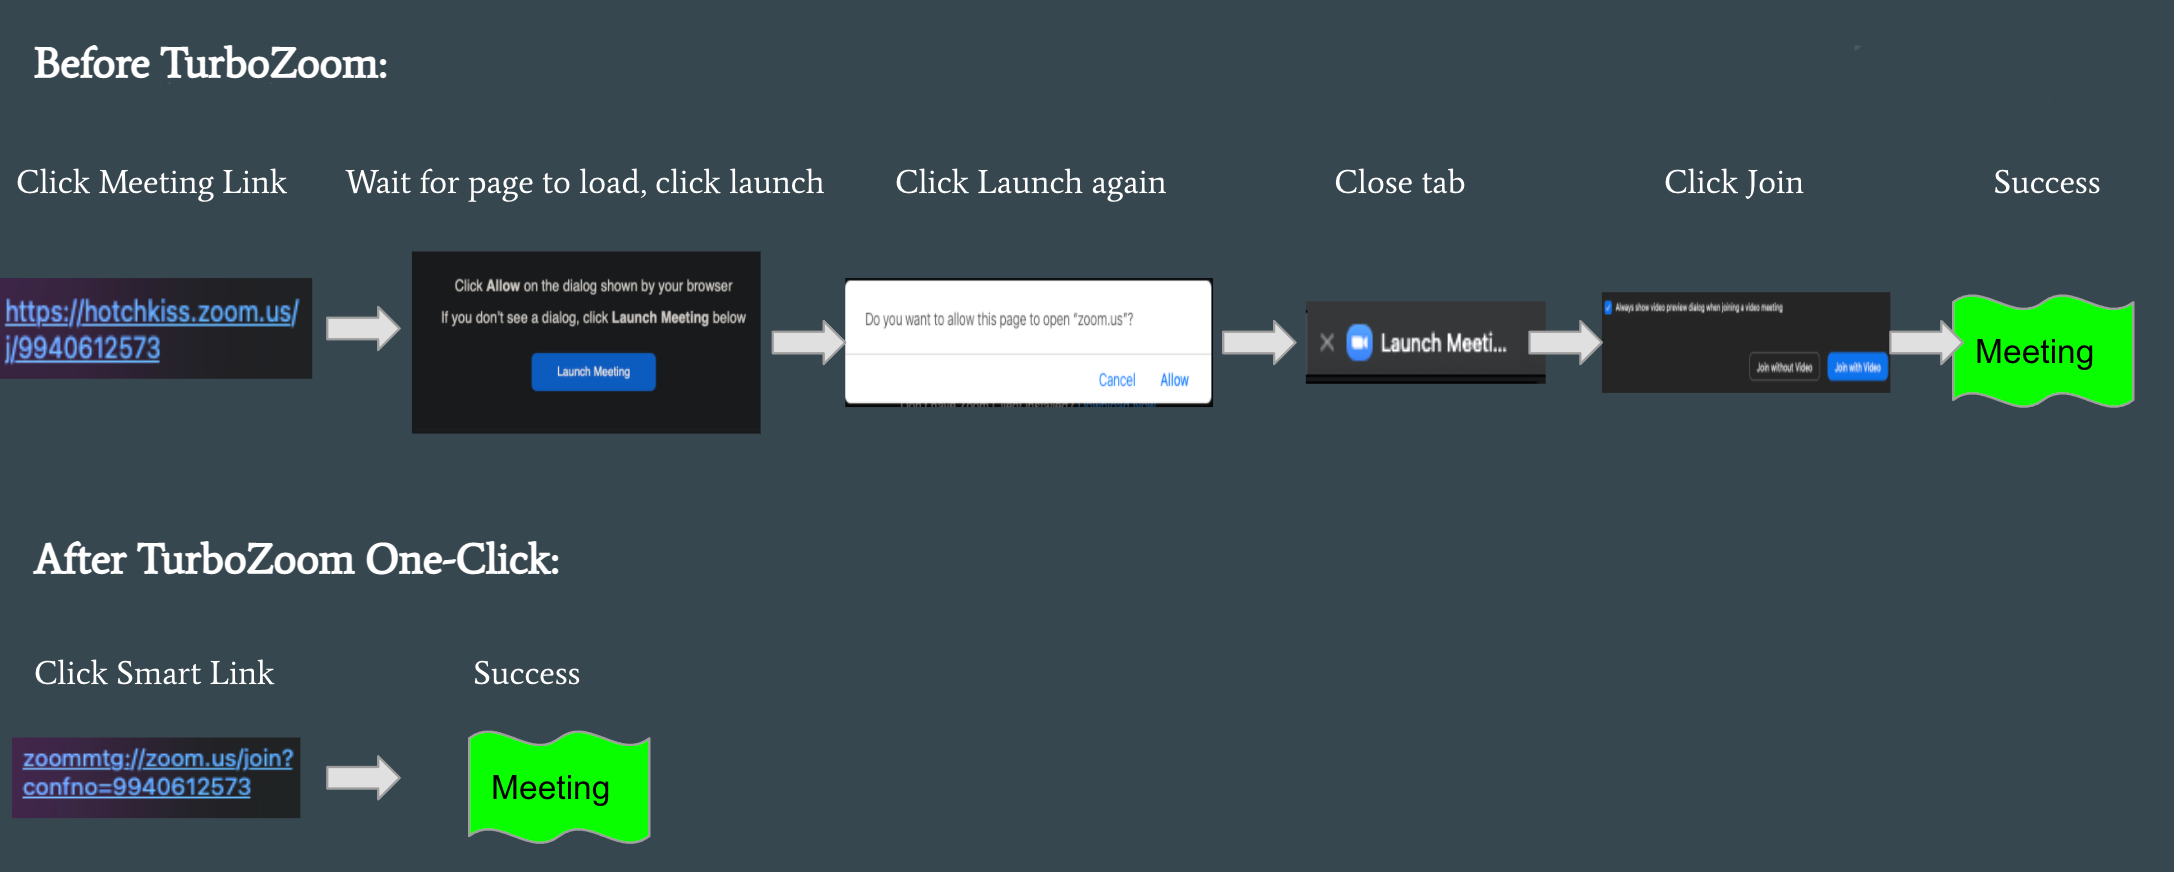 Before TurboZoom:
Click Meeting Link
Wait for page to load, click launch
Click Launch again
Close tab
Click Join
Success
https://hotchkiss.zoom.us/
j/9940612573
Click Allow on the dialog shown by your browser
If you don't see a dialog, click Launch Meeting below
Launch Meeting
Do you want to allow this page to open “zoom.us”?
Cancel Allow
Launch Meeti...
Always show video preview dialog when joining a video meeting
Join without Video Join with Video
Meeting
After TurboZoom One-Click:
Click Smart Link
Success
zoommtg://zoom.us/join?
confno=9940612573
Meeting